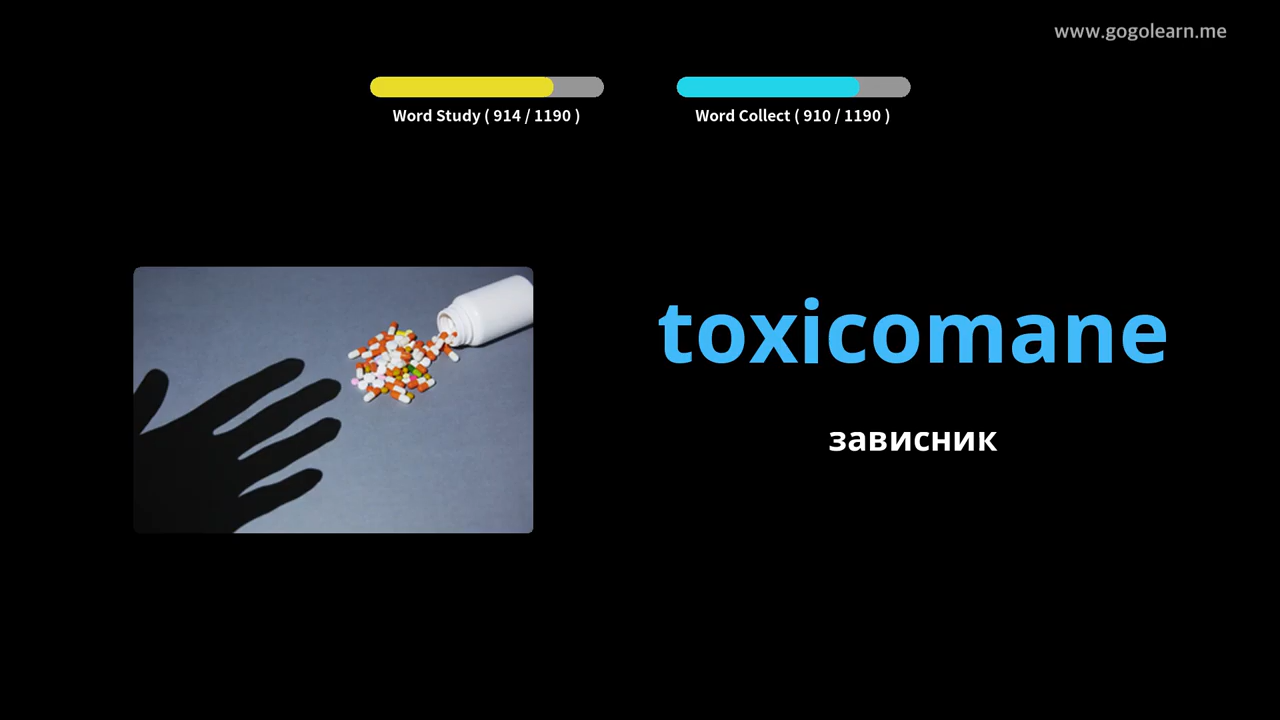 www.gogolearn.me
Word Study ( 914 / 1190 )
Word Collect ( 910 / 1190 )
toxicomane
зависник